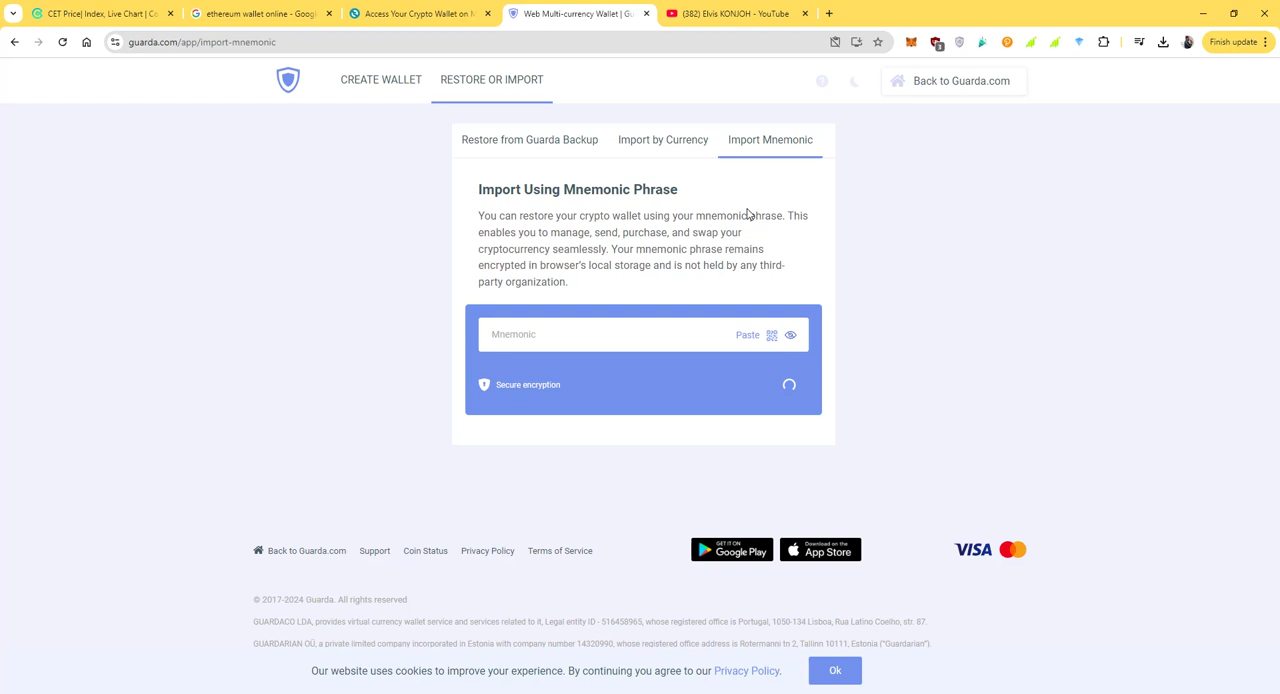 CET Price| Index, Live Chart | Co
ethereum wallet online - Goog
Access Your Crypto Wallet on M
Web Multi-currency Wallet | Gu
(382) Elvis KONJOH - YouTube
guarda.com/app/import-mnemonic
3
Finish update
CREATE WALLET
RESTORE OR IMPORT
?
Back to Guarda.com
Restore from Guarda Backup
Import by Currency
Import Mnemonic
Import Using Mnemonic Phrase
You can restore your crypto wallet using your mnemonic phrase. This
enables you to manage, send, purchase, and swap your
cryptocurrency seamlessly. Your mnemonic phrase remains
encrypted in browser's local storage and is not held by any third-
party organization.
Mnemonic
Paste
Secure encryption
Back to Guarda.com
Support
Coin Status
Privacy Policy
Terms of Service
GET IT ON
Google Play
Download on the
App Store
VISA
© 2017-2024 Guarda. All rights reserved
GUARDACO LDA, provides virtual currency wallet service and services related to it, Legal entity ID - 516458965, whose registered office is Portugal, 1050-134 Lisboa, Rua Latino Coelho, str. 87.
GUARDARIAN OÜ, a private limited company incorporated in Estonia with company number 14320990, whose registered office address is Rotermanni tn 2, Tallinn 10111, Estonia ("Guardarian").
Our website uses cookies to improve your experience. By continuing you agree to our Privacy Policy.
Ok